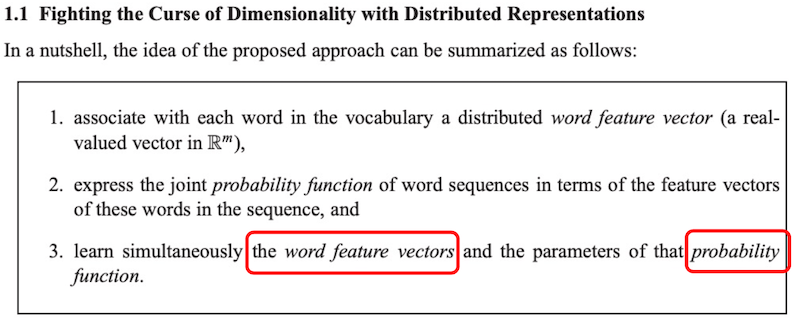 1.1 Fighting the Curse of Dimensionality with Distributed Representations
In a nutshell, the idea of the proposed approach can be summarized as follows:
1. associate with each word in the vocabulary a distributed word feature vector (a real-
valued vector in ℝᵐ),
2. express the joint probability function of word sequences in terms of the feature vectors
of these words in the sequence, and
3. learn simultaneously the word feature vectors and the parameters of that probability
function.